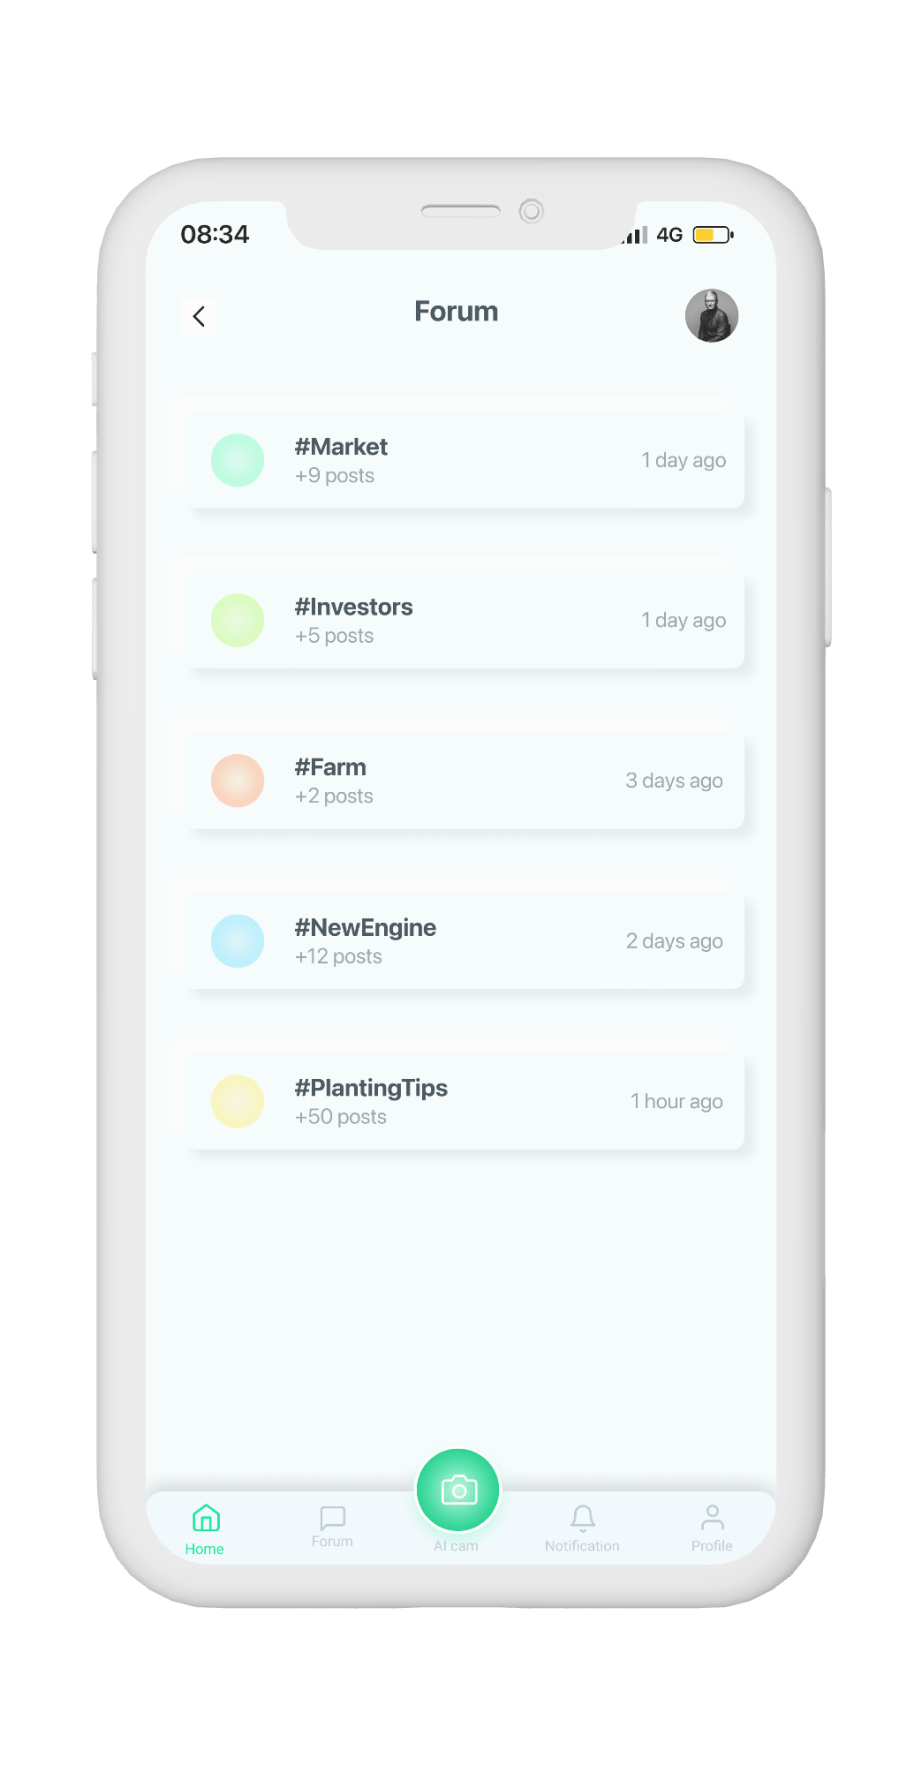 08:34 4G
Forum
#Market
+9 posts
1 day ago
#Investors
+5 posts
1 day ago
#Farm
+2 posts
3 days ago
#NewEngine
+12 posts
2 days ago
#PlantingTips
+50 posts
1 hour ago
Home Forum AI cam Notification Profile